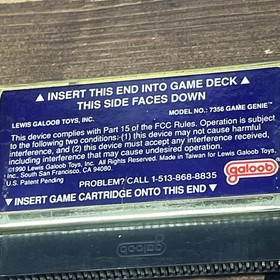 ▲ INSERT THIS END INTO GAME DECK ▲
THIS SIDE FACES DOWN
LEWIS GALOOB TOYS, INC. MODEL NO.: 7356 GAME GENIE™
This device complies with Part 15 of the FCC Rules. Operation is subject
to the following two conditions: (1) this device may not cause harmful
interference, and (2) this device must accept any interference received,
including interference that may cause undesired operation.
©1990 Lewis Galoob Toys, Inc. All Rights Reserved. Made in Taiwan for Lewis Galoob Toys,
Inc., South San Francisco, CA 94080.
U.S. Patents Pending
PROBLEM? CALL 1-513-868-8835
galoob
▼ INSERT GAME CARTRIDGE ONTO THIS END ▼
galoob